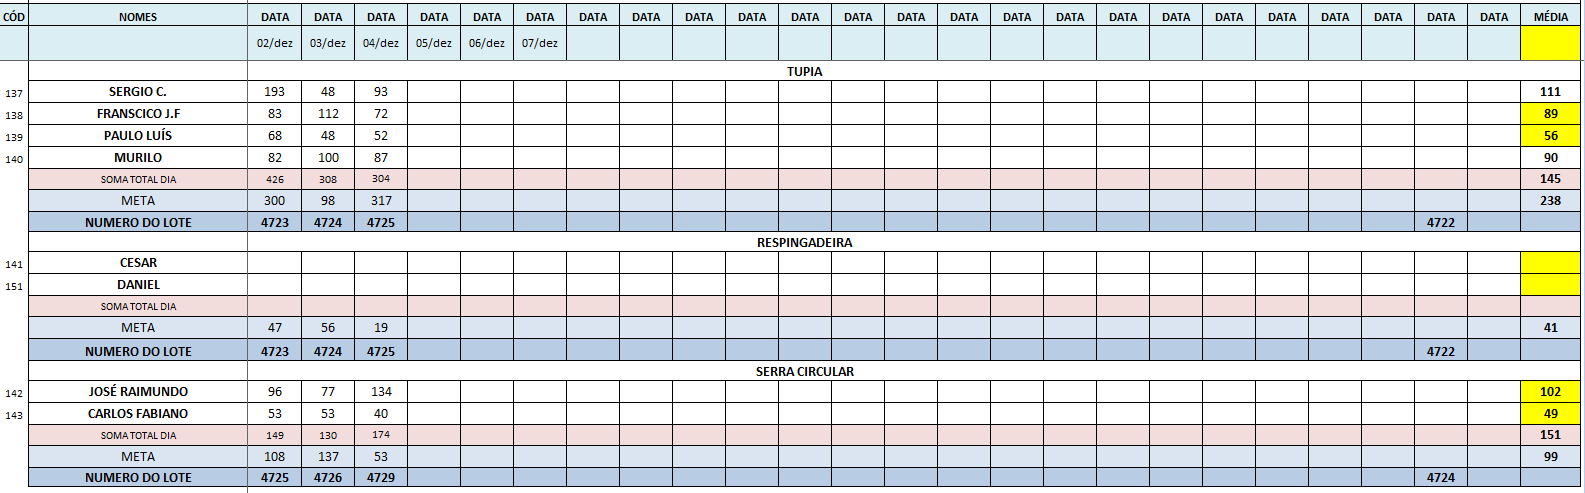 CÓD NOMES DATA DATA DATA DATA DATA DATA DATA DATA DATA DATA DATA DATA DATA DATA DATA DATA DATA DATA DATA DATA DATA DATA DATA DATA MÉDIA
02/dez 03/dez 04/dez 05/dez 06/dez 07/dez
TUPIA
137 SERGIO C. 193 48 93 111
138 FRANSCICO J.F 83 112 72 89
139 PAULO LUÍS 68 48 52 56
140 MURILO 82 100 87 90
SOMA TOTAL DIA 426 308 304 145
META 300 98 317 238
NUMERO DO LOTE 4723 4724 4725 4722
RESPINGADEIRA
141 CESAR
151 DANIEL
SOMA TOTAL DIA
META 47 56 19 41
NUMERO DO LOTE 4723 4724 4725 4722
SERRA CIRCULAR
142 JOSÉ RAIMUNDO 96 77 134 102
143 CARLOS FABIANO 53 53 40 49
SOMA TOTAL DIA 149 130 174 151
META 108 137 53 99
NUMERO DO LOTE 4725 4726 4729 4724